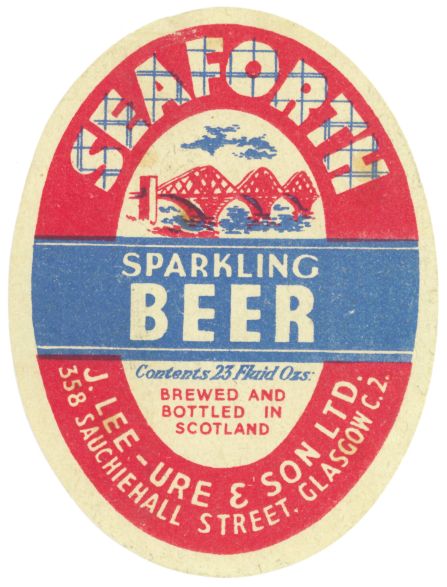 SEAFORTH
SPARKLING
BEER
Contents 23 Fluid Ozs:
BREWED AND
BOTTLED IN
SCOTLAND
J. LEE-URE & SON LTD.
358 SAUCHIEHALL STREET. GLASGOW C.2.